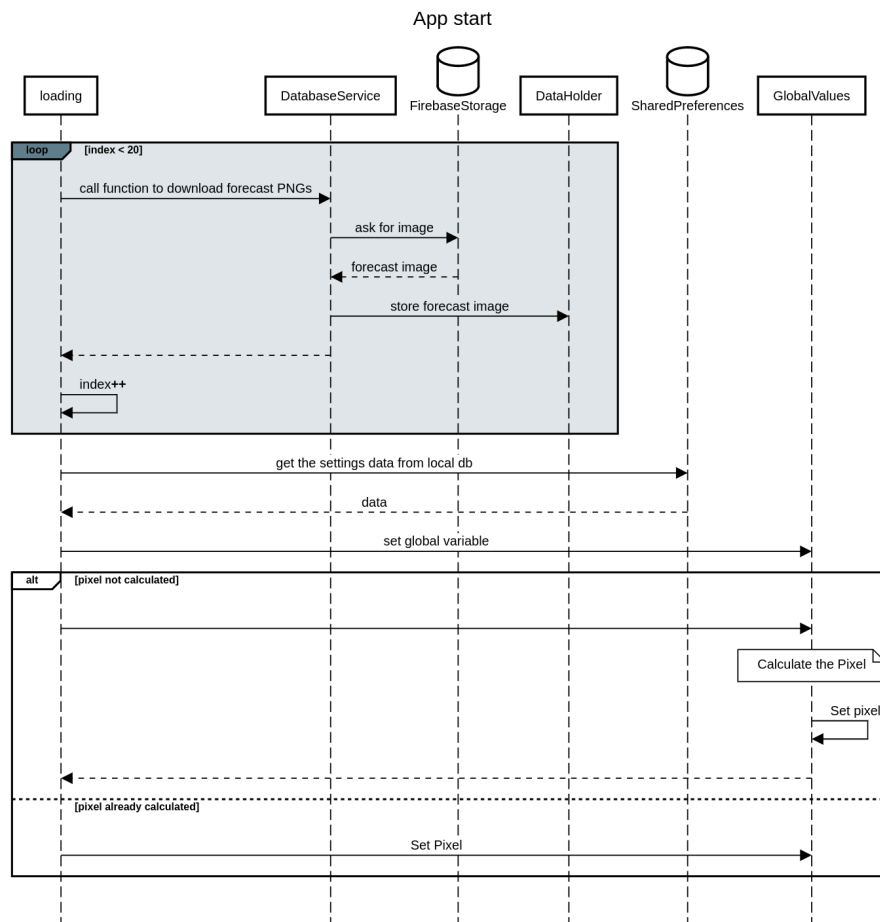 App start
loading
DatabaseService
FirebaseStorage
DataHolder
SharedPreferences
GlobalValues
loop [index < 20]
call function to download forecast PNGs
ask for image
forecast image
store forecast image
index++
get the settings data from local db
data
set global variable
alt [pixel not calculated]
Calculate the Pixel
Set pixel
[pixel already calculated]
Set Pixel